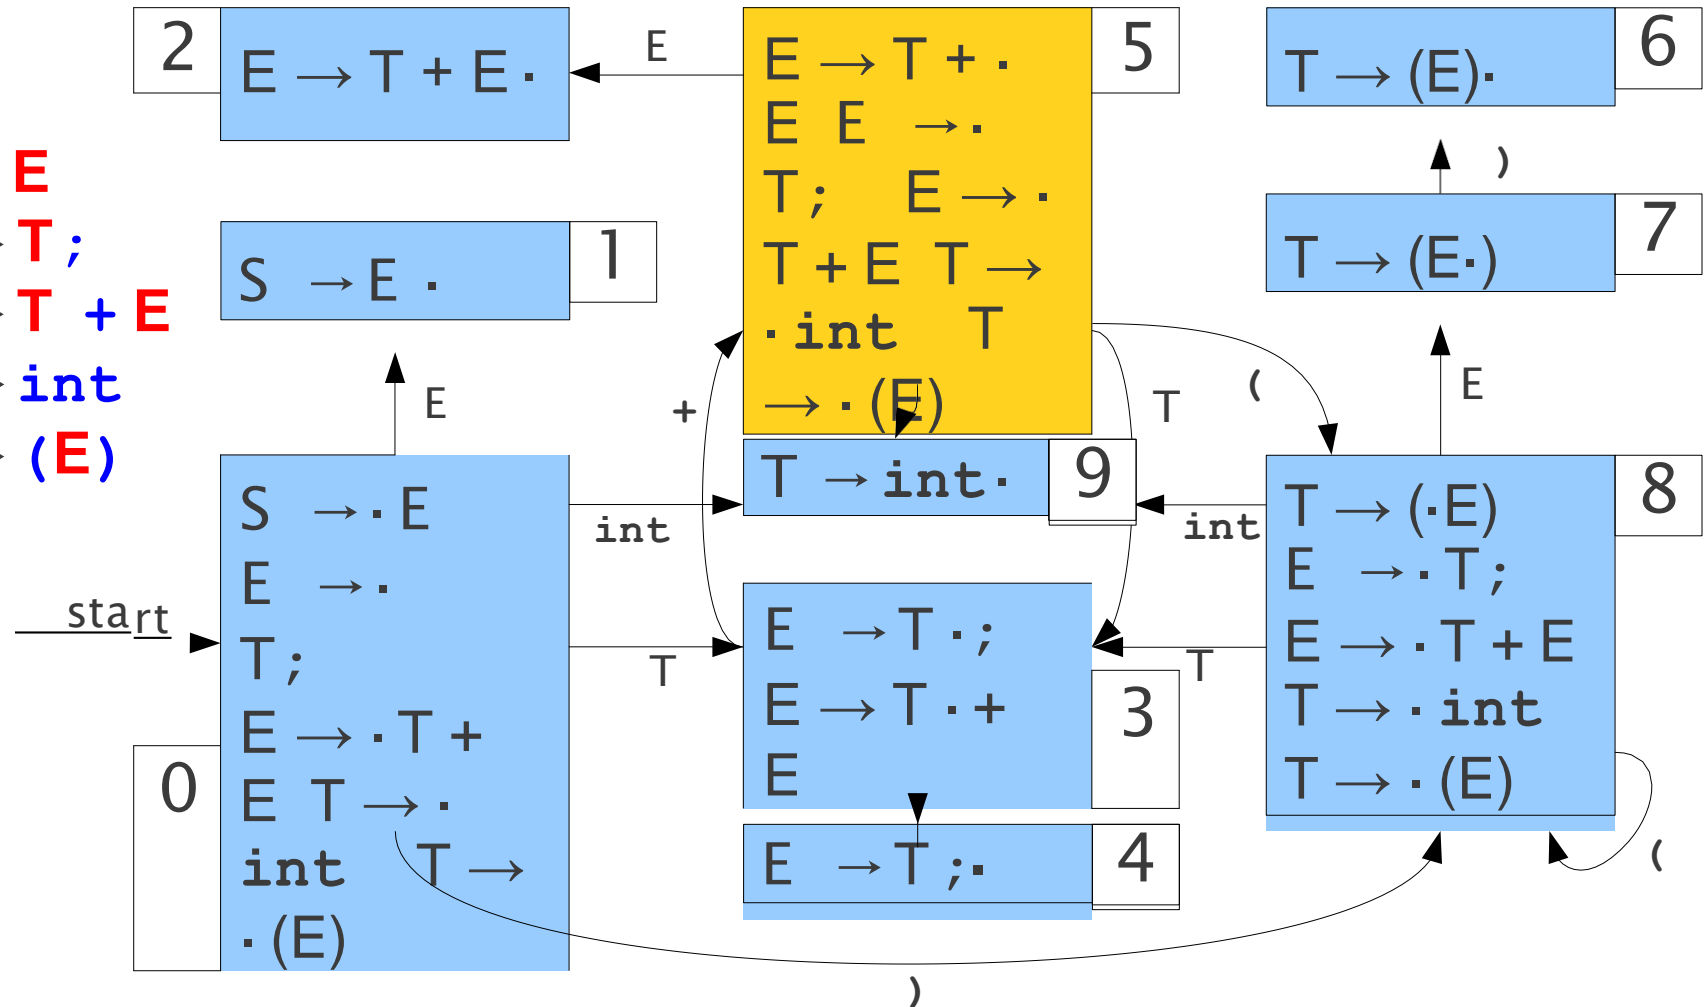 2
E → T + E ·
E
E → T + ·
E E → ·
T; E → ·
T + E T →
· int T
→ · (E)
5
T → (E)·
6
)
E
→ T ;
→ T + E
→ int
→ (E)
S → E ·
1
T → (E·)
7
E
+
T
(
E
T → int ·
9
int
int
S → · E
E → ·
T;
E → · T +
E T → ·
int T →
· (E)
0
start
T
E → T · ;
E → T · +
E
3
T
T → (· E)
E → · T;
E → · T + E
T → · int
T → · (E)
8
E → T ; ·
4
(
)